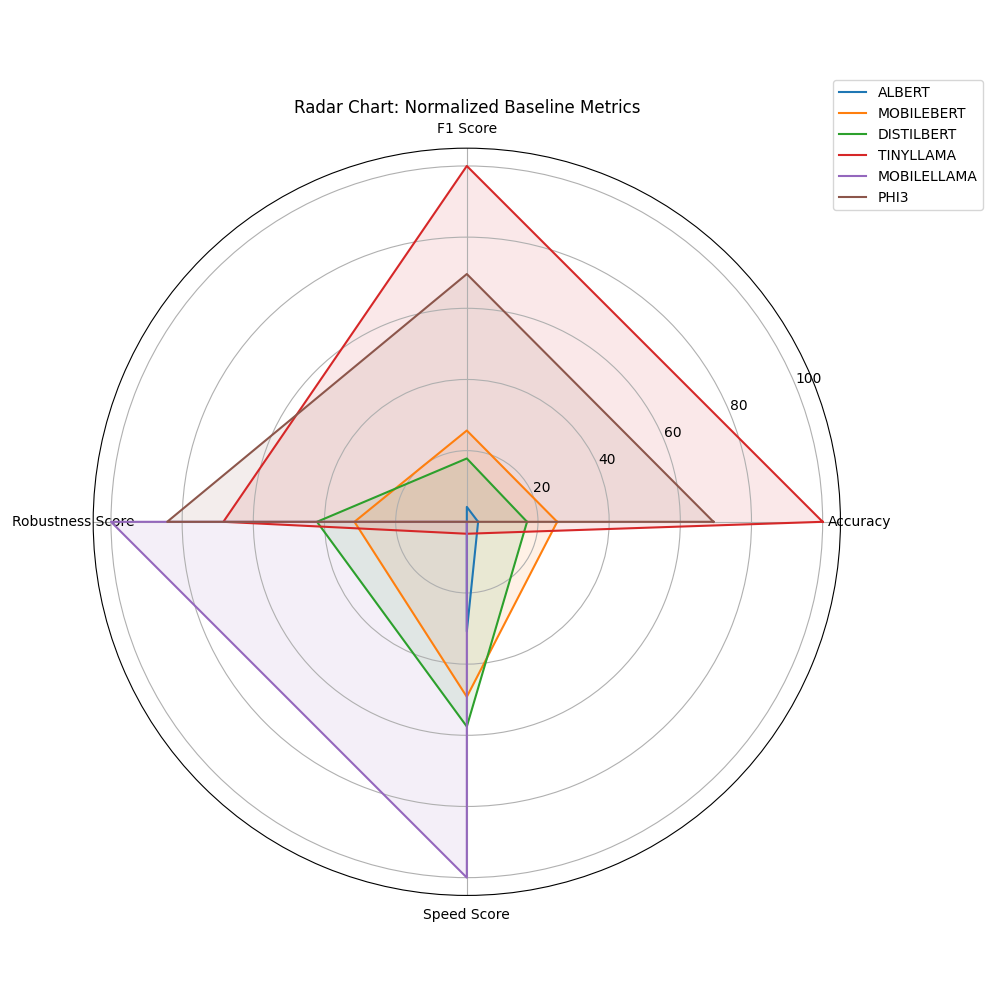 Radar Chart: Normalized Baseline Metrics
F1 Score
ALBERT
MOBILEBERT
DISTILBERT
TINYLLAMA
MOBILELLAMA
PHI3
100
80
60
40
20
Robustness Score
Accuracy
Speed Score